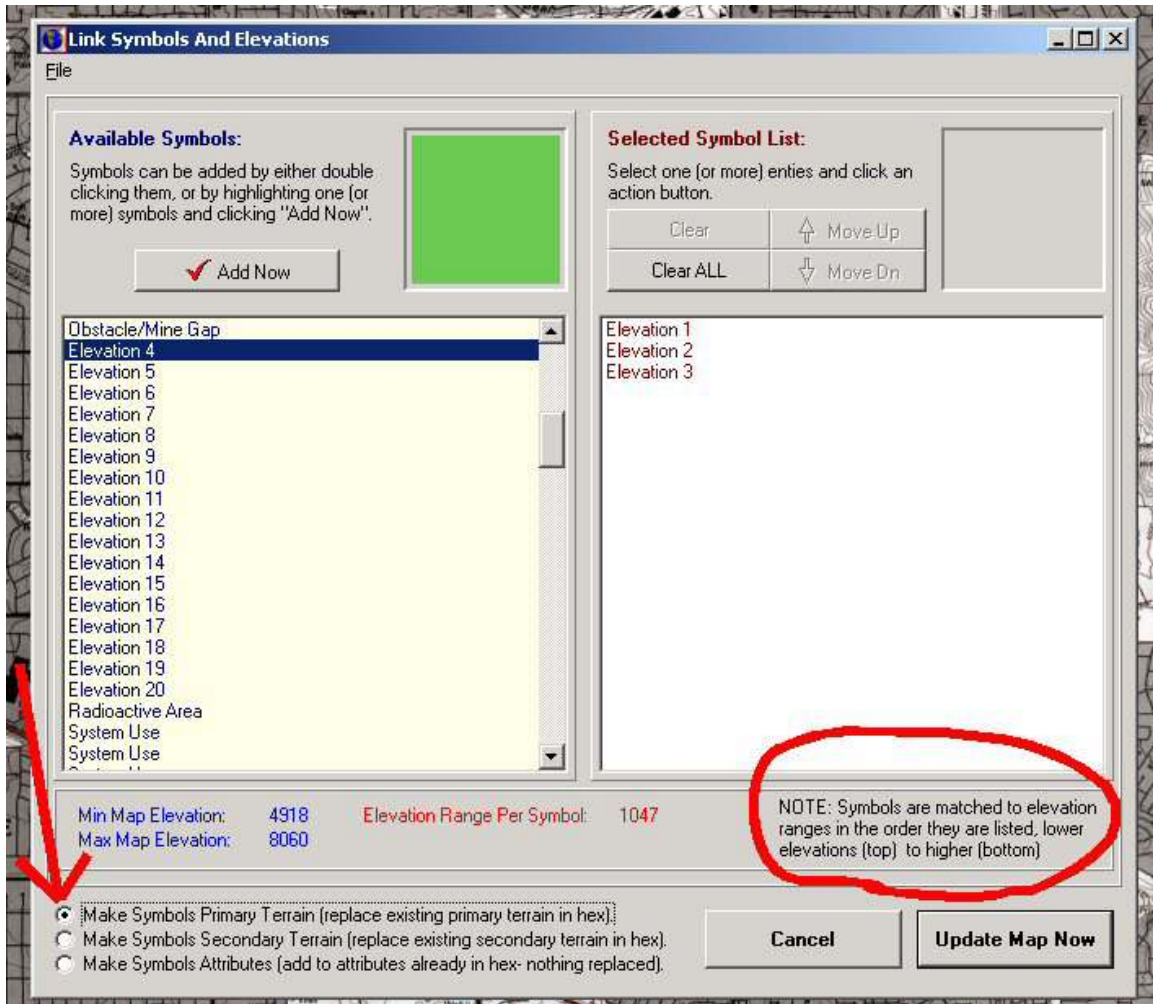 Link Symbols And Elevations
File
Available Symbols:
Symbols can be added by either double
clicking them, or by highlighting one (or
more) symbols and clicking "Add Now".
Add Now
Obstacle/Mine Gap
Elevation 4
Elevation 5
Elevation 6
Elevation 7
Elevation 8
Elevation 9
Elevation 10
Elevation 11
Elevation 12
Elevation 13
Elevation 14
Elevation 15
Elevation 16
Elevation 17
Elevation 18
Elevation 19
Elevation 20
Radioactive Area
System Use
System Use
Selected Symbol List:
Select one (or more) enties and click an
action button.
Clear
Move Up
Clear ALL
Move Dn
Elevation 1
Elevation 2
Elevation 3
Min Map Elevation: 4918 Elevation Range Per Symbol: 1047
Max Map Elevation: 8060
NOTE: Symbols are matched to elevation
ranges in the order they are listed, lower
elevations (top) to higher (bottom)
Make Symbols Primary Terrain (replace existing primary terrain in hex).
Make Symbols Secondary Terrain (replace existing secondary terrain in hex).
Make Symbols Attributes (add to attributes already in hex- nothing replaced).
Cancel
Update Map Now